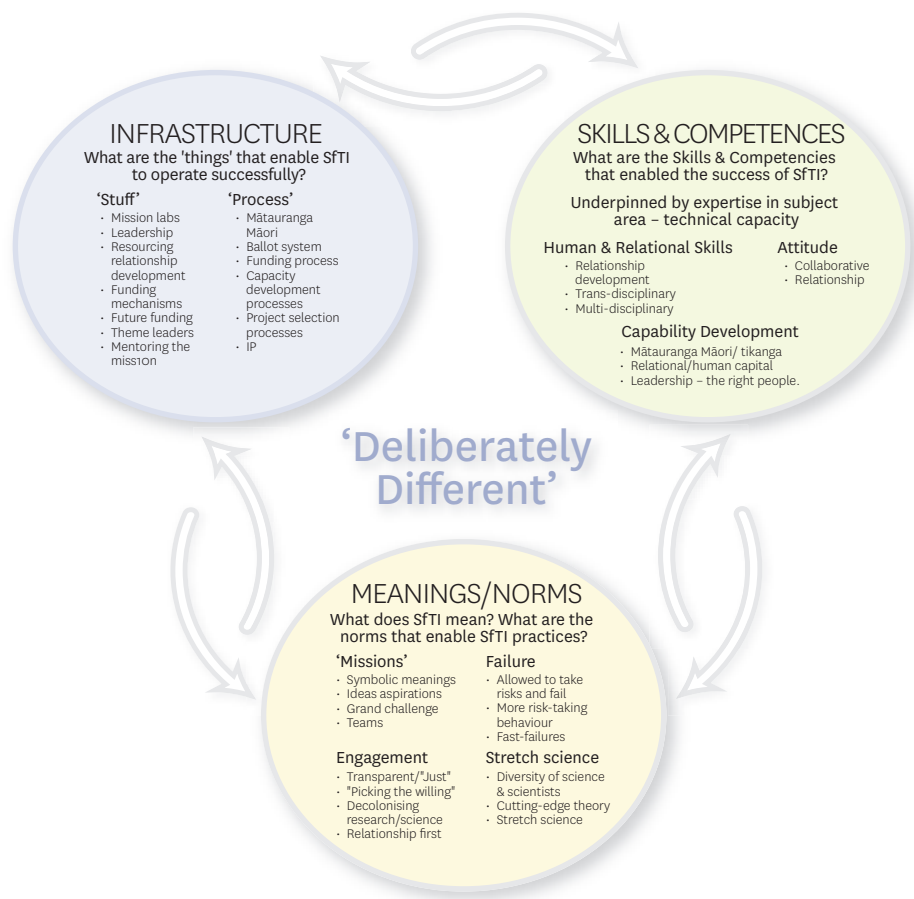 INFRASTRUCTURE
What are the 'things' that enable SfTI
to operate successfully?
‘Stuff’
· Mission labs
· Leadership
· Resourcing
relationship
development
· Funding
mechanisms
· Future funding
· Theme leaders
· Mentoring the
miss1on
‘Process’
· Mātauranga
Māori
· Ballot system
· Funding process
· Capacity
development
processes
· Project selection
processes
· IP
SKILLS & COMPETENCES
What are the Skills & Competencies
that enabled the success of SfTI?
Underpinned by expertise in subject
area – technical capacity
Human & Relational Skills
· Relationship
development
· Trans-disciplinary
· Multi-disciplinary
Attitude
· Collaborative
· Relationship
Capability Development
· Mātauranga Māori/ tikanga
· Relational/human capital
· Leadership – the right people.
‘Deliberately
Different’
MEANINGS/NORMS
What does SfTI mean? What are the
norms that enable SfTI practices?
‘Missions’
· Symbolic meanings
· Ideas aspirations
· Grand challenge
· Teams
Failure
· Allowed to take
risks and fail
· More risk-taking
behaviour
· Fast-failures
Engagement
· Transparent/"Just"
· "Picking the willing"
· Decolonising
research/science
· Relationship first
Stretch science
· Diversity of science
& scientists
· Cutting-edge theory
· Stretch science